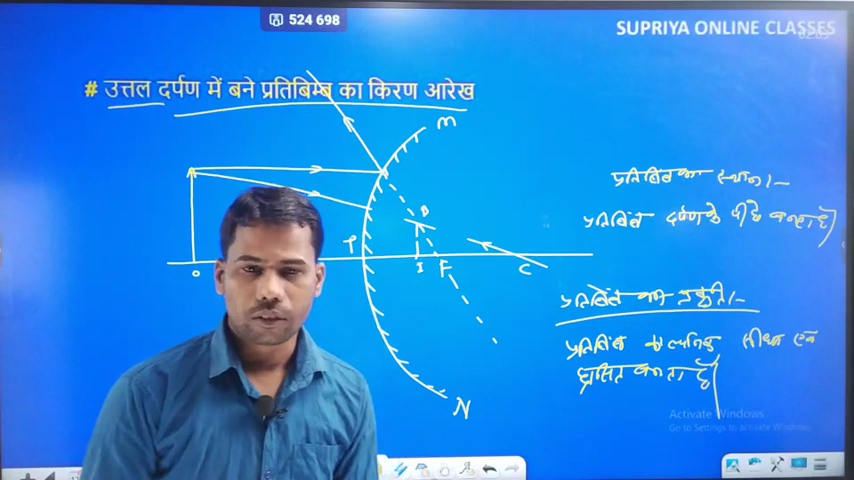 524 698
SUPRIYA ONLINE CLASSES
# उत्तल दर्पण में बने प्रतिबिम्ब का किरण आरेख
M
प्रतिबिंब का स्थान:-
प्रतिबिंब दर्पण के पीछे बनता है।
P
O
I
F
C
प्रतिबिंब का प्रकृति:-
प्रतिबिंब काल्पनिक सीधा एवं
बनता है।
N
Activate Windows
Go to Settings to activate Windows.